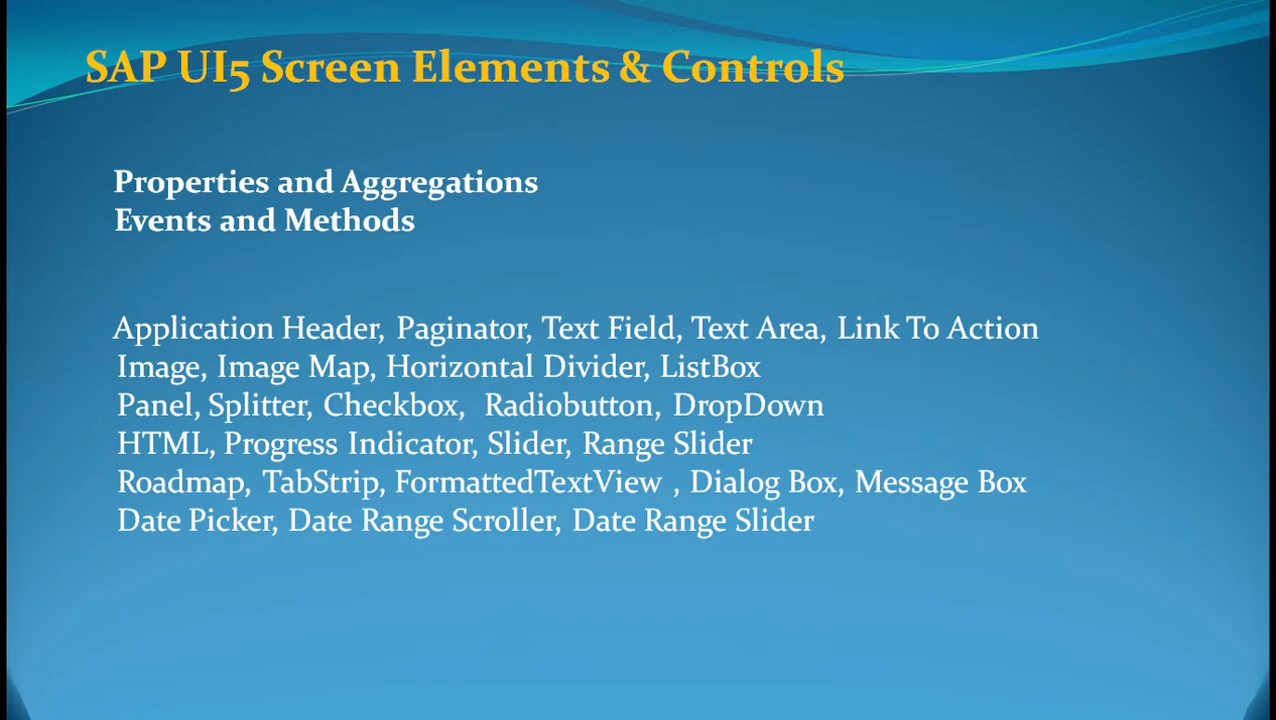 SAP UI5 Screen Elements & Controls
Properties and Aggregations
Events and Methods
Application Header, Paginator, Text Field, Text Area, Link To Action
Image, Image Map, Horizontal Divider, ListBox
Panel, Splitter, Checkbox, Radiobutton, DropDown
HTML, Progress Indicator, Slider, Range Slider
Roadmap, TabStrip, FormattedTextView , Dialog Box, Message Box
Date Picker, Date Range Scroller, Date Range Slider